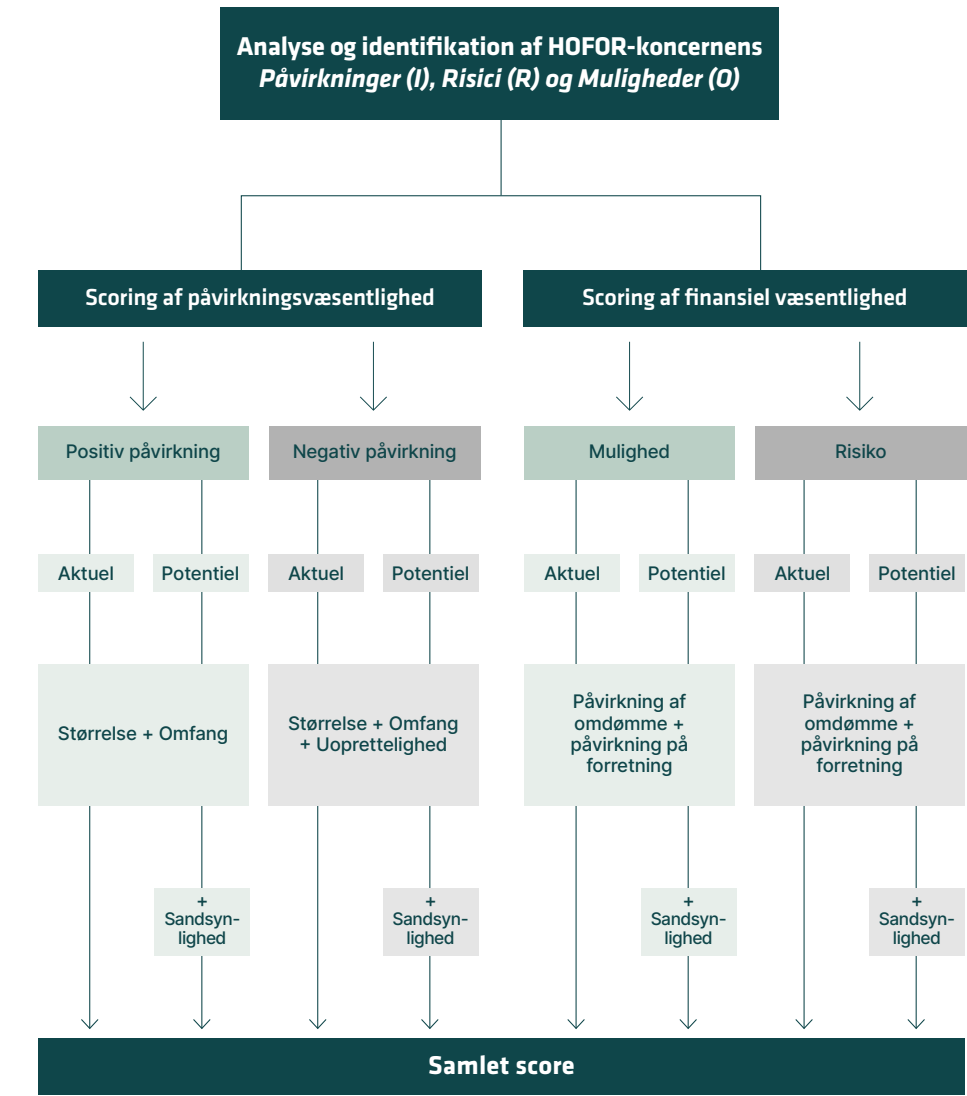 Analyse og identifikation af HOFOR-koncernens
Påvirkninger (I), Risici (R) og Muligheder (O)
Scoring af påvirkningsvæsentlighed
Scoring af finansiel væsentlighed
Positiv påvirkning
Negativ påvirkning
Mulighed
Risiko
Aktuel
Potentiel
Aktuel
Potentiel
Aktuel
Potentiel
Aktuel
Potentiel
Størrelse + Omfang
Størrelse + Omfang
+ Uoprettelighed
Påvirkning af
omdømme +
påvirkning på
forretning
Påvirkning af
omdømme +
påvirkning på
forretning
+
Sandsyn-
lighed
+
Sandsyn-
lighed
+
Sandsyn-
lighed
+
Sandsyn-
lighed
Samlet score